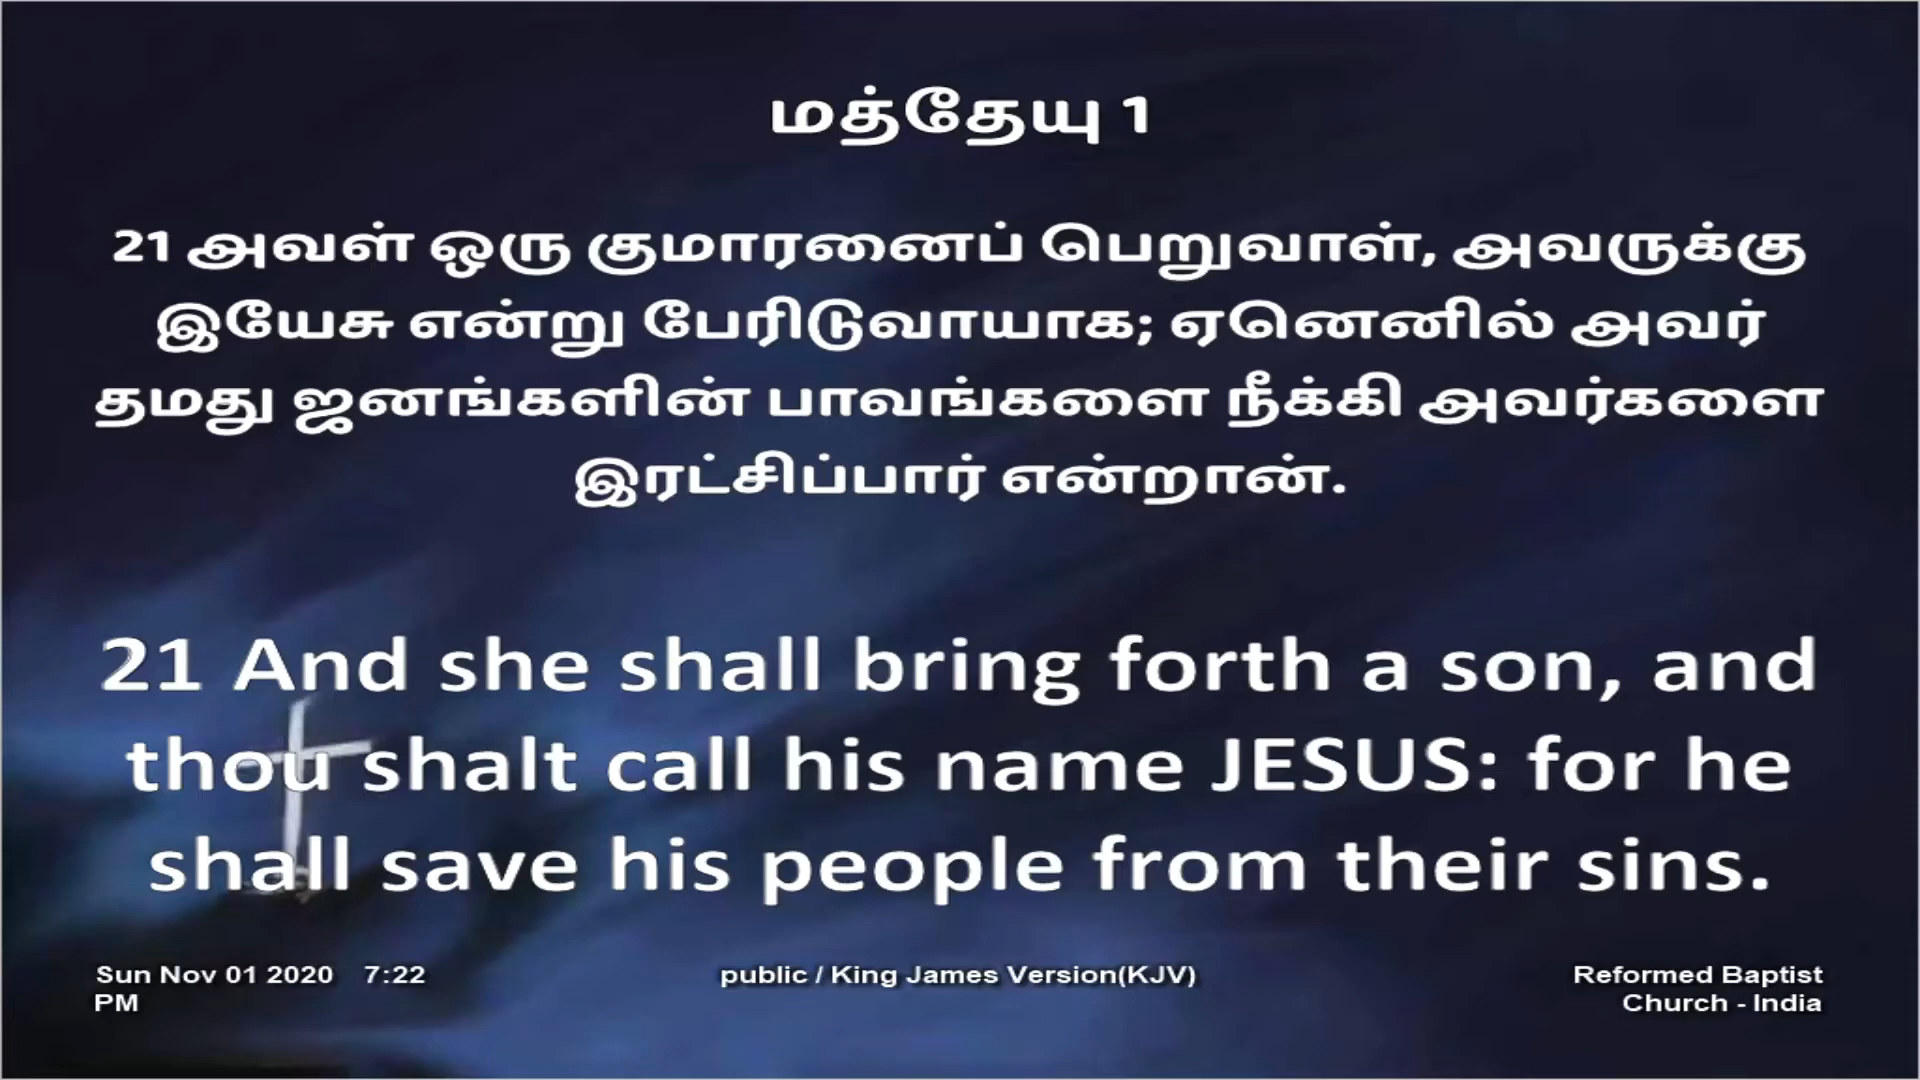 மத்தேயு 1
21 அவள் ஒரு குமாரனைப் பெறுவாள், அவருக்கு
இயேசு என்று பேரிடுவாயாக; ஏனெனில் அவர்
தமது ஜனங்களின் பாவங்களை நீக்கி அவர்களை
இரட்சிப்பார் என்றான்.
21 And she shall bring forth a son, and
thou shalt call his name JESUS: for he
shall save his people from their sins.
Sun Nov 01 2020 7:22
PM
public / King James Version(KJV)
Reformed Baptist
Church - India